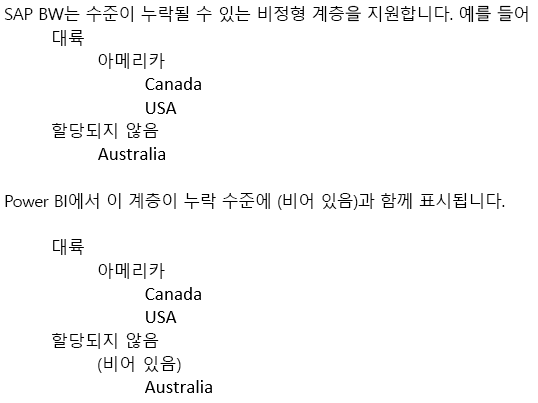 SAP BW는 수준이 누락될 수 있는 비정형 계층을 지원합니다. 예를 들어
대륙
아메리카
Canada
USA
할당되지 않음
Australia
Power BI에서 이 계층이 누락 수준에 (비어 있음)과 함께 표시됩니다.
대륙
아메리카
Canada
USA
할당되지 않음
(비어 있음)
Australia